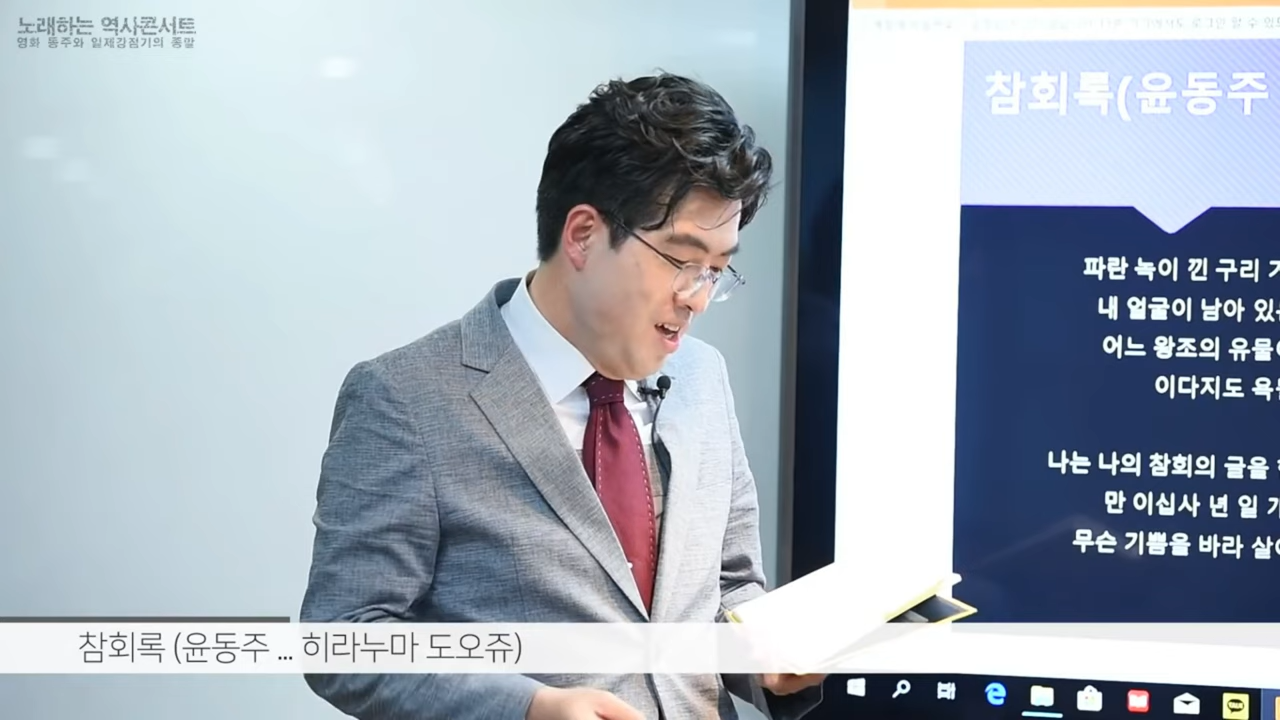 노래하는 역사콘서트
영화 동주와 일제강점기의 종말
참회록(윤동주
파란 녹이 낀 구리
내 얼굴이 남아
어느 왕조의
이다지도
나는 나의 참회의 글을
만 이십사 년 일
무슨 기쁨을 바라
참회록 (윤동주 ... 히라누마 도오쥬)